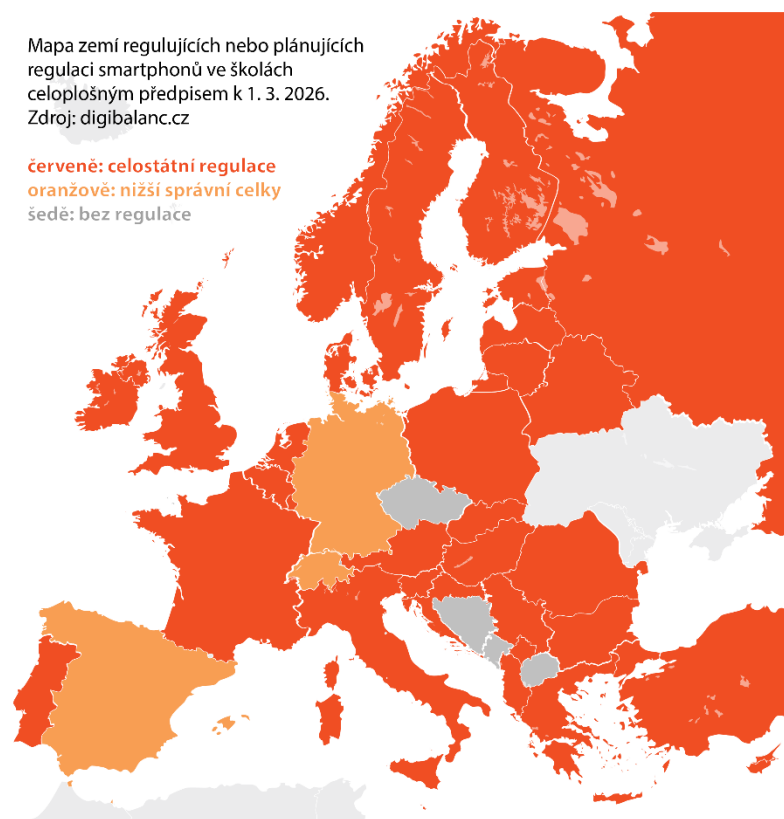 Mapa zemí regulujících nebo plánujících
regulaci smartphonů ve školách
celoplošným předpisem k 1. 3. 2026.
Zdroj: digibalanc.cz
červeně: celostátní regulace
oranžově: nižší správní celky
šedě: bez regulace